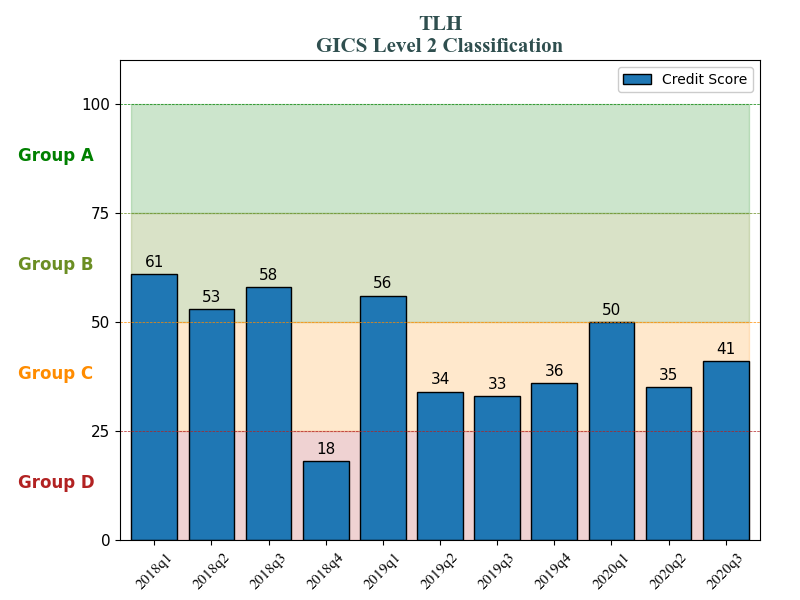 TLH
GICS Level 2 Classification
Credit Score
100
Group A
75
Group B
61
53
58
56
50
50
Group C
34
33
36
35
41
25
18
Group D
0
2018q1
2018q2
2018q3
2018q4
2019q1
2019q2
2019q3
2019q4
2020q1
2020q2
2020q3